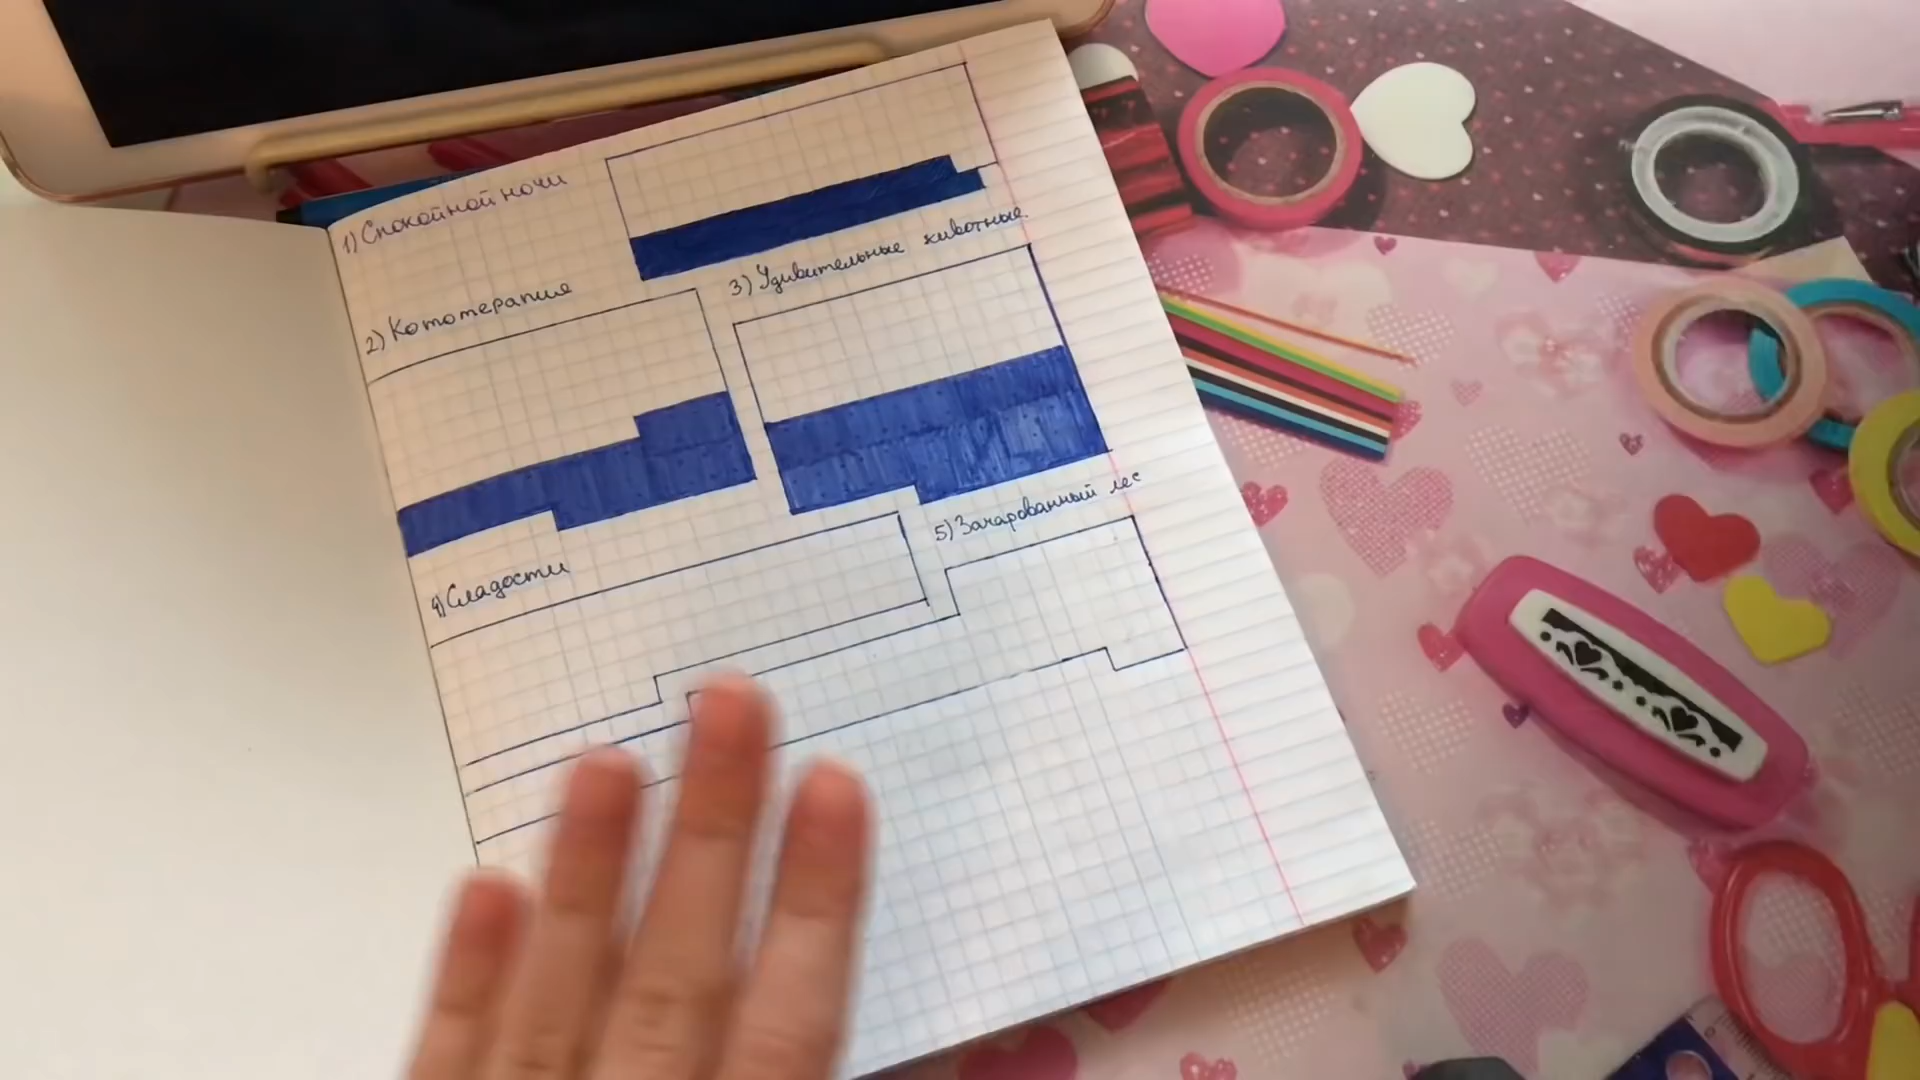 1) Спокойной ночи
2) Кототерапия
3) Удивительные животные.
4) Сладости
5) Зачарованный лес